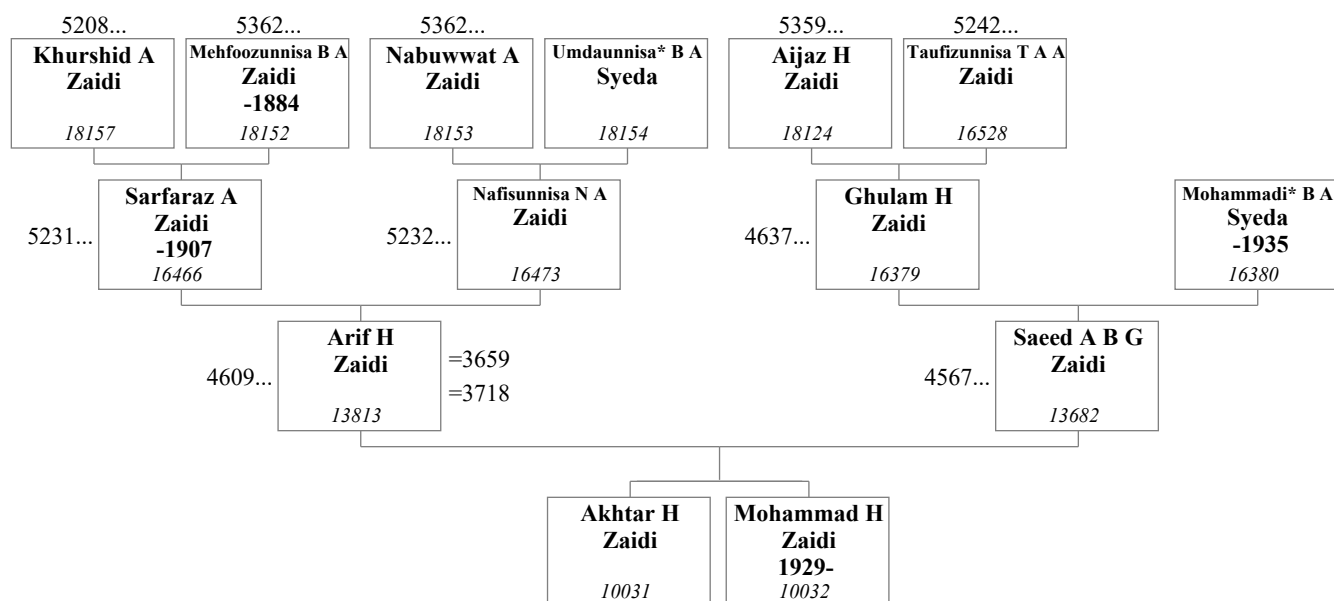 5208...
5362...
5362...
5359...
5242...
Khurshid A
Zaidi
18157
Mehfoozunnisa B A
Zaidi
-1884
18152
Nabuwwat A
Zaidi
18153
Umdaunnisa* B A
Syeda
18154
Aijaz H
Zaidi
18124
Taufizunnisa T A A
Zaidi
16528
5231...
Sarfaraz A
Zaidi
-1907
16466
5232...
Nafisunnisa N A
Zaidi
16473
4637...
Ghulam H
Zaidi
16379
Mohammadi* B A
Syeda
-1935
16380
4609...
Arif H
Zaidi
13813
=3659
=3718
4567...
Saeed A B G
Zaidi
13682
Akhtar H
Zaidi
10031
Mohammad H
Zaidi
1929-
10032